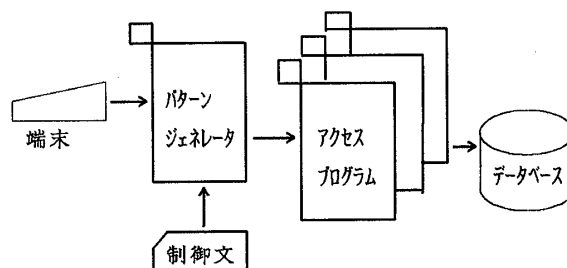 端末
パターン
ジェネレータ
アクセス
プログラム
データベース
制御文